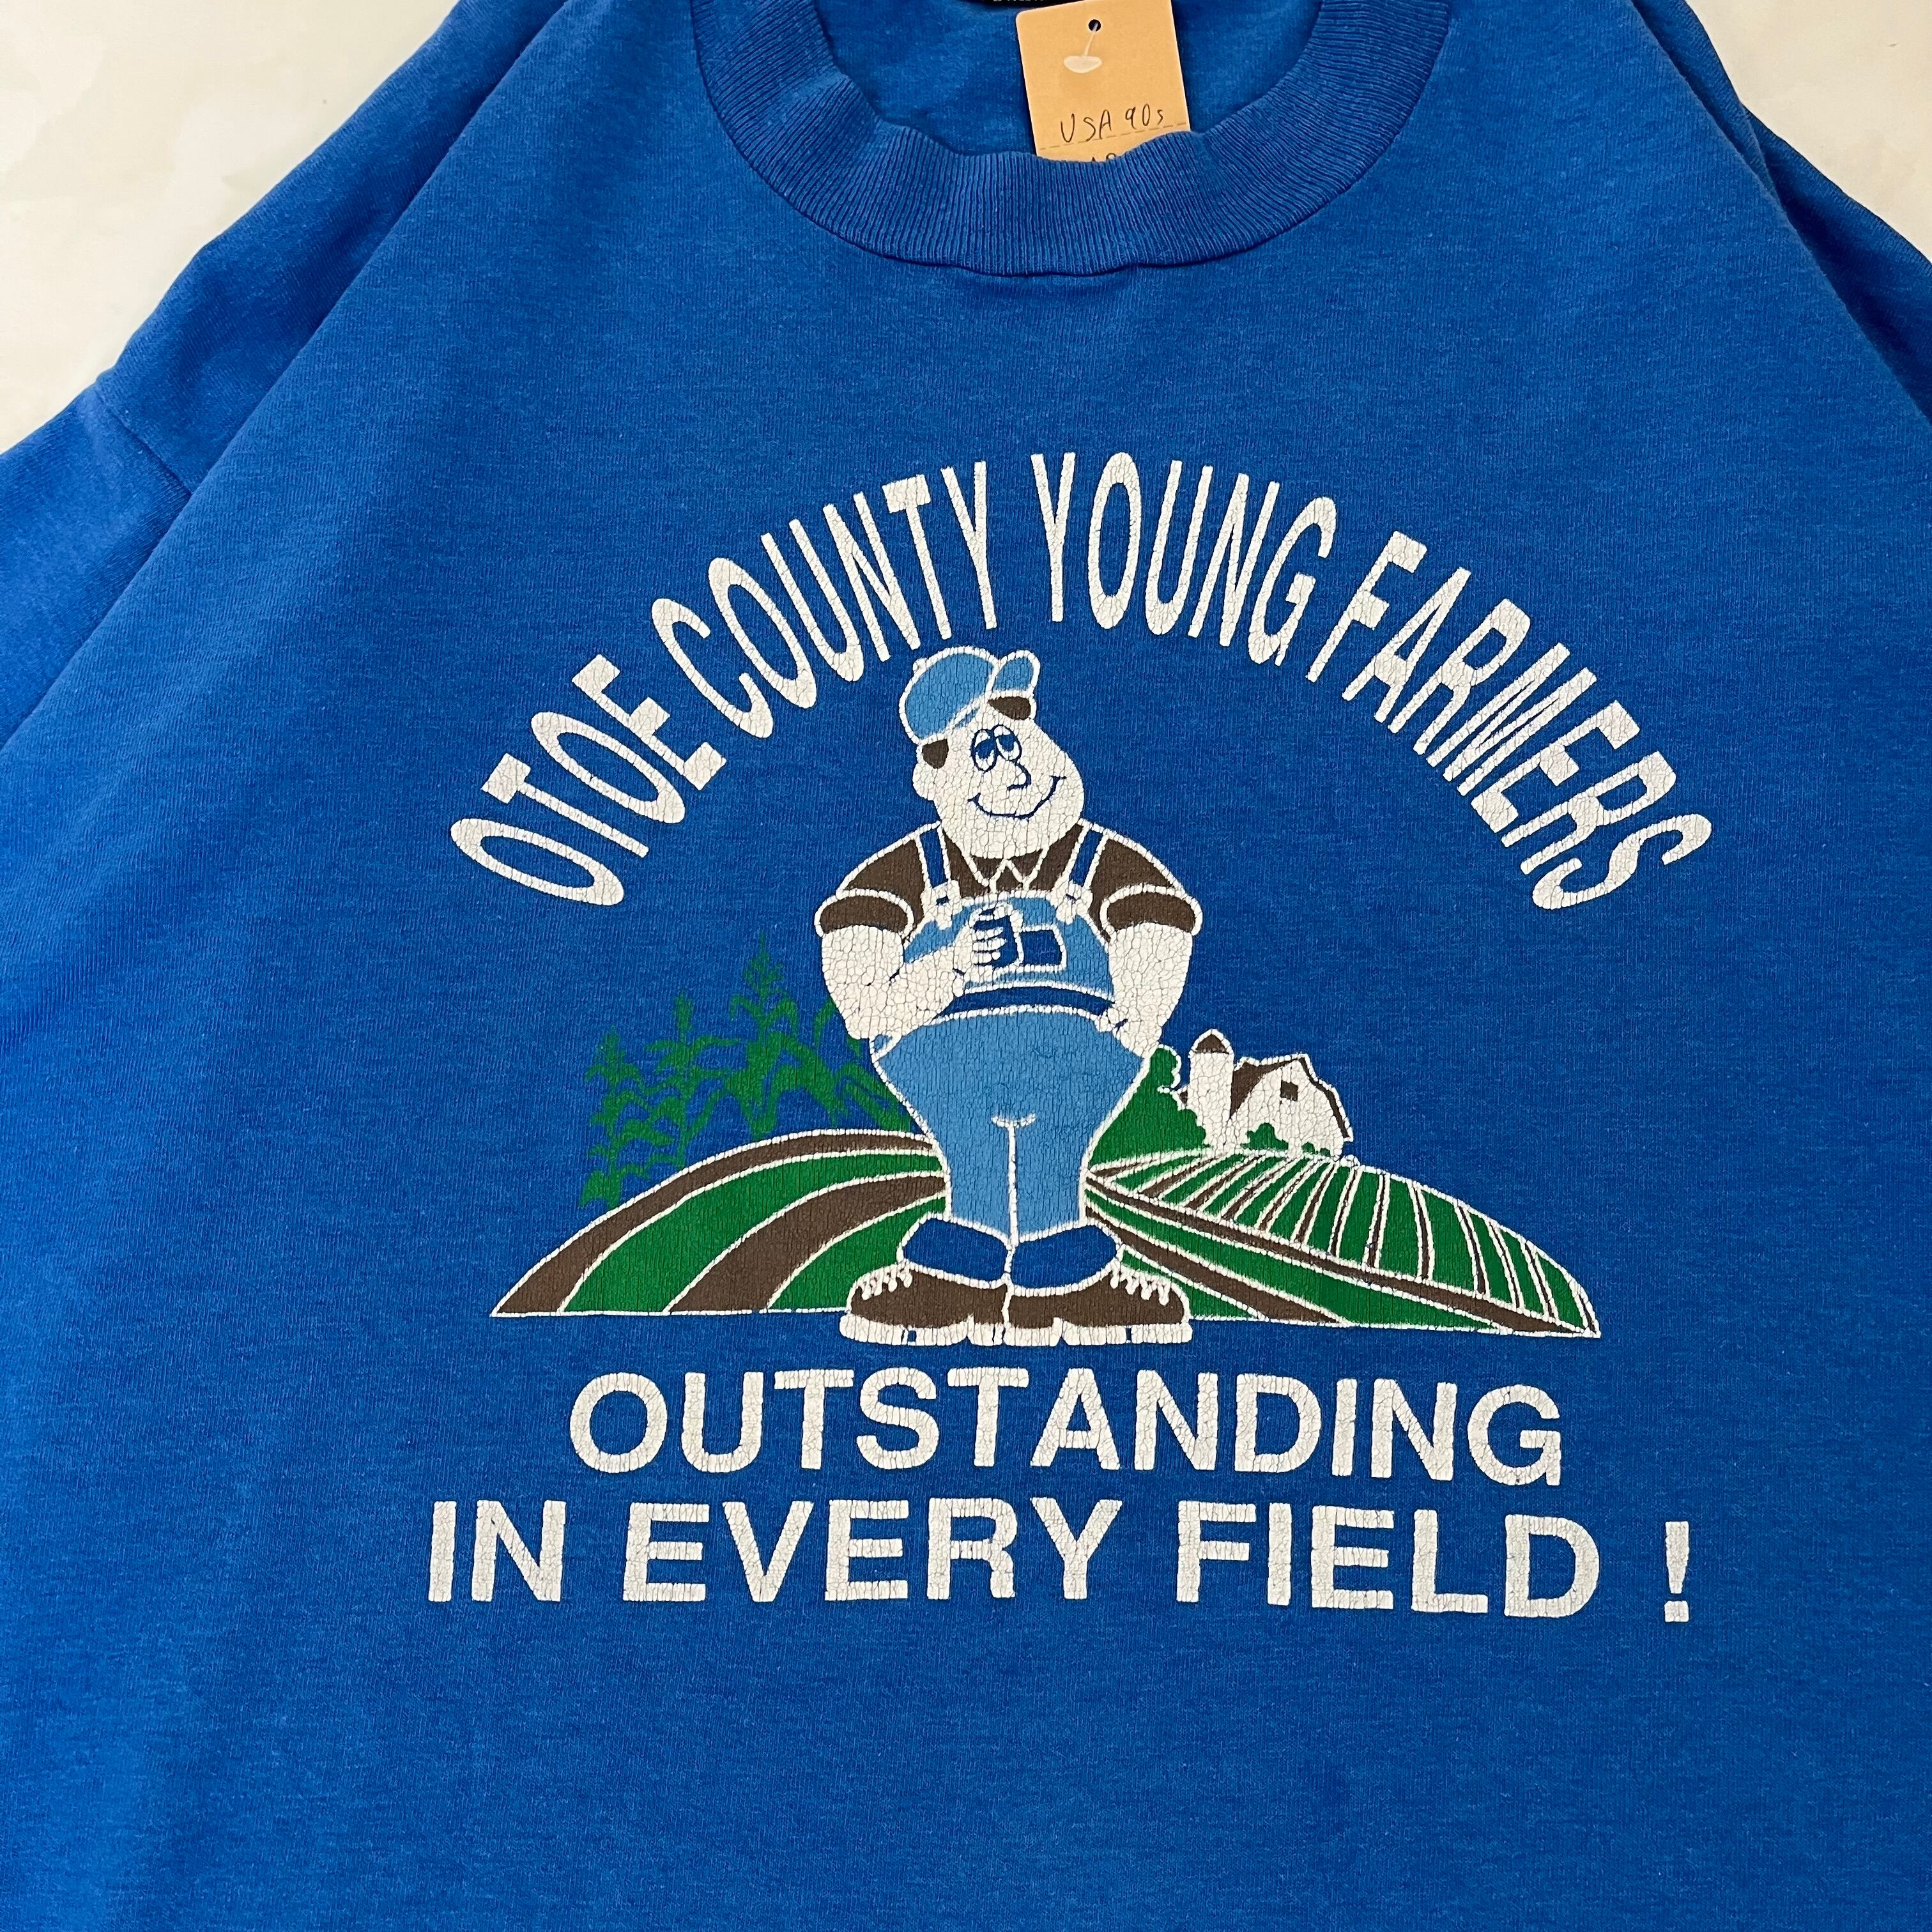 USA 90s
OTOE COUNTY YOUNG FARMERS
OUTSTANDING
IN EVERY FIELD !